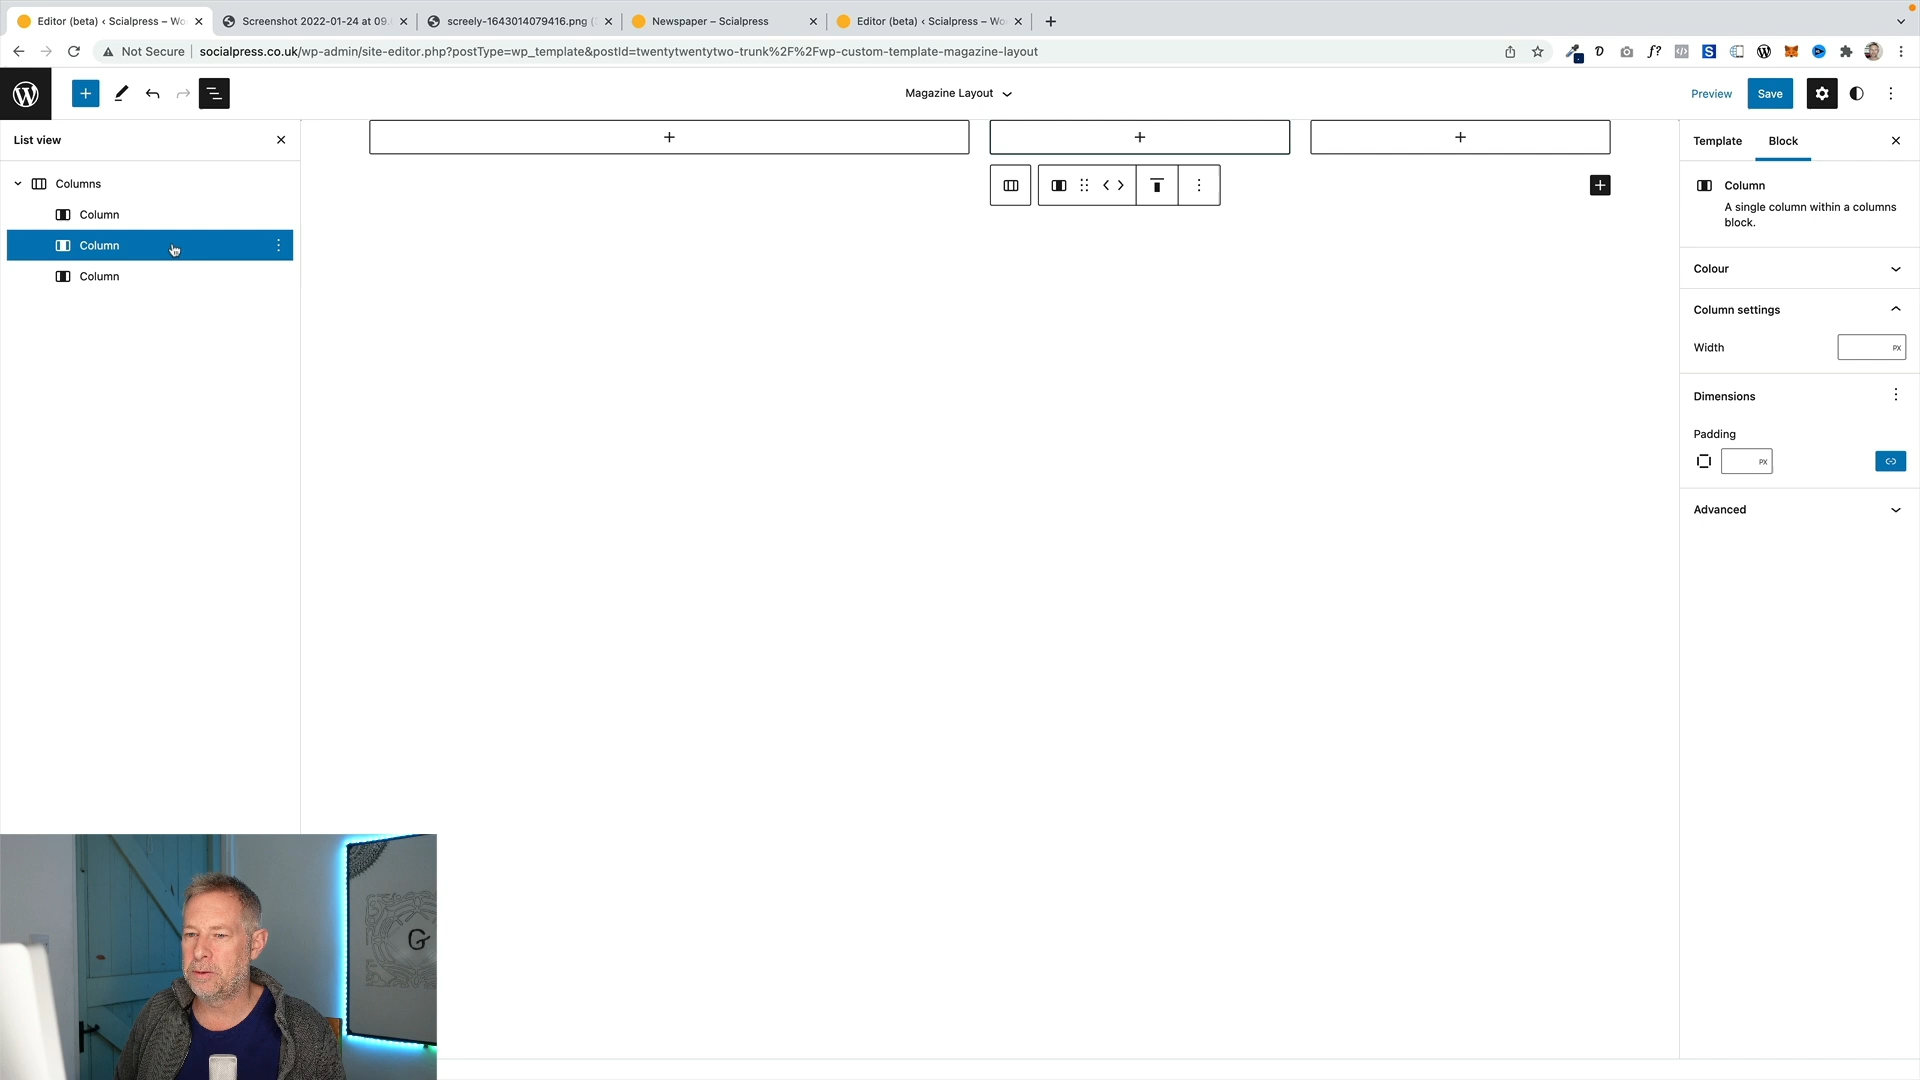 Editor (beta) ‹ Scialpress – Wo
Screenshot 2022-01-24 at 09.
screely-1643014079416.png (
Newspaper – Scialpress
Editor (beta) ‹ Scialpress – Wo
Not Secure
socialpress.co.uk/wp-admin/site-editor.php?postType=wp_template&postId=twentytwentytwo-trunk%2F%2Fwp-custom-template-magazine-layout
Magazine Layout
Preview
Save
List view
Columns
Column
Column
Column
Template
Block
Column
A single column within a columns
block.
Colour
Column settings
Width
PX
Dimensions
Padding
PX
Advanced
G